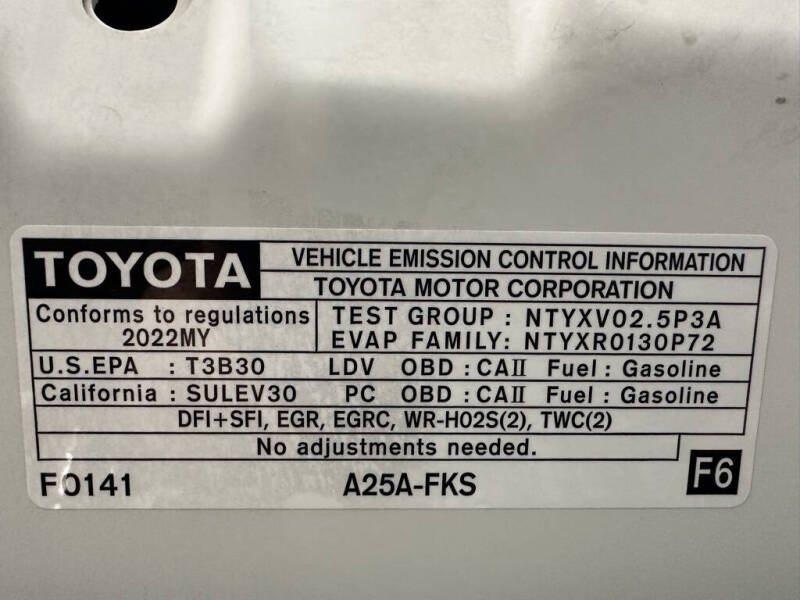 TOYOTA
VEHICLE EMISSION CONTROL INFORMATION
TOYOTA MOTOR CORPORATION
Conforms to regulations
2022MY
TEST GROUP : NTYXV02.5P3A
EVAP FAMILY: NTYXR0130P72
U.S.EPA : T3B30 LDV OBD : CAII Fuel : Gasoline
California : SULEV30 PC OBD : CAII Fuel : Gasoline
DFI+SFI, EGR, EGRC, WR-HO2S(2), TWC(2)
No adjustments needed.
F0141 A25A-FKS F6